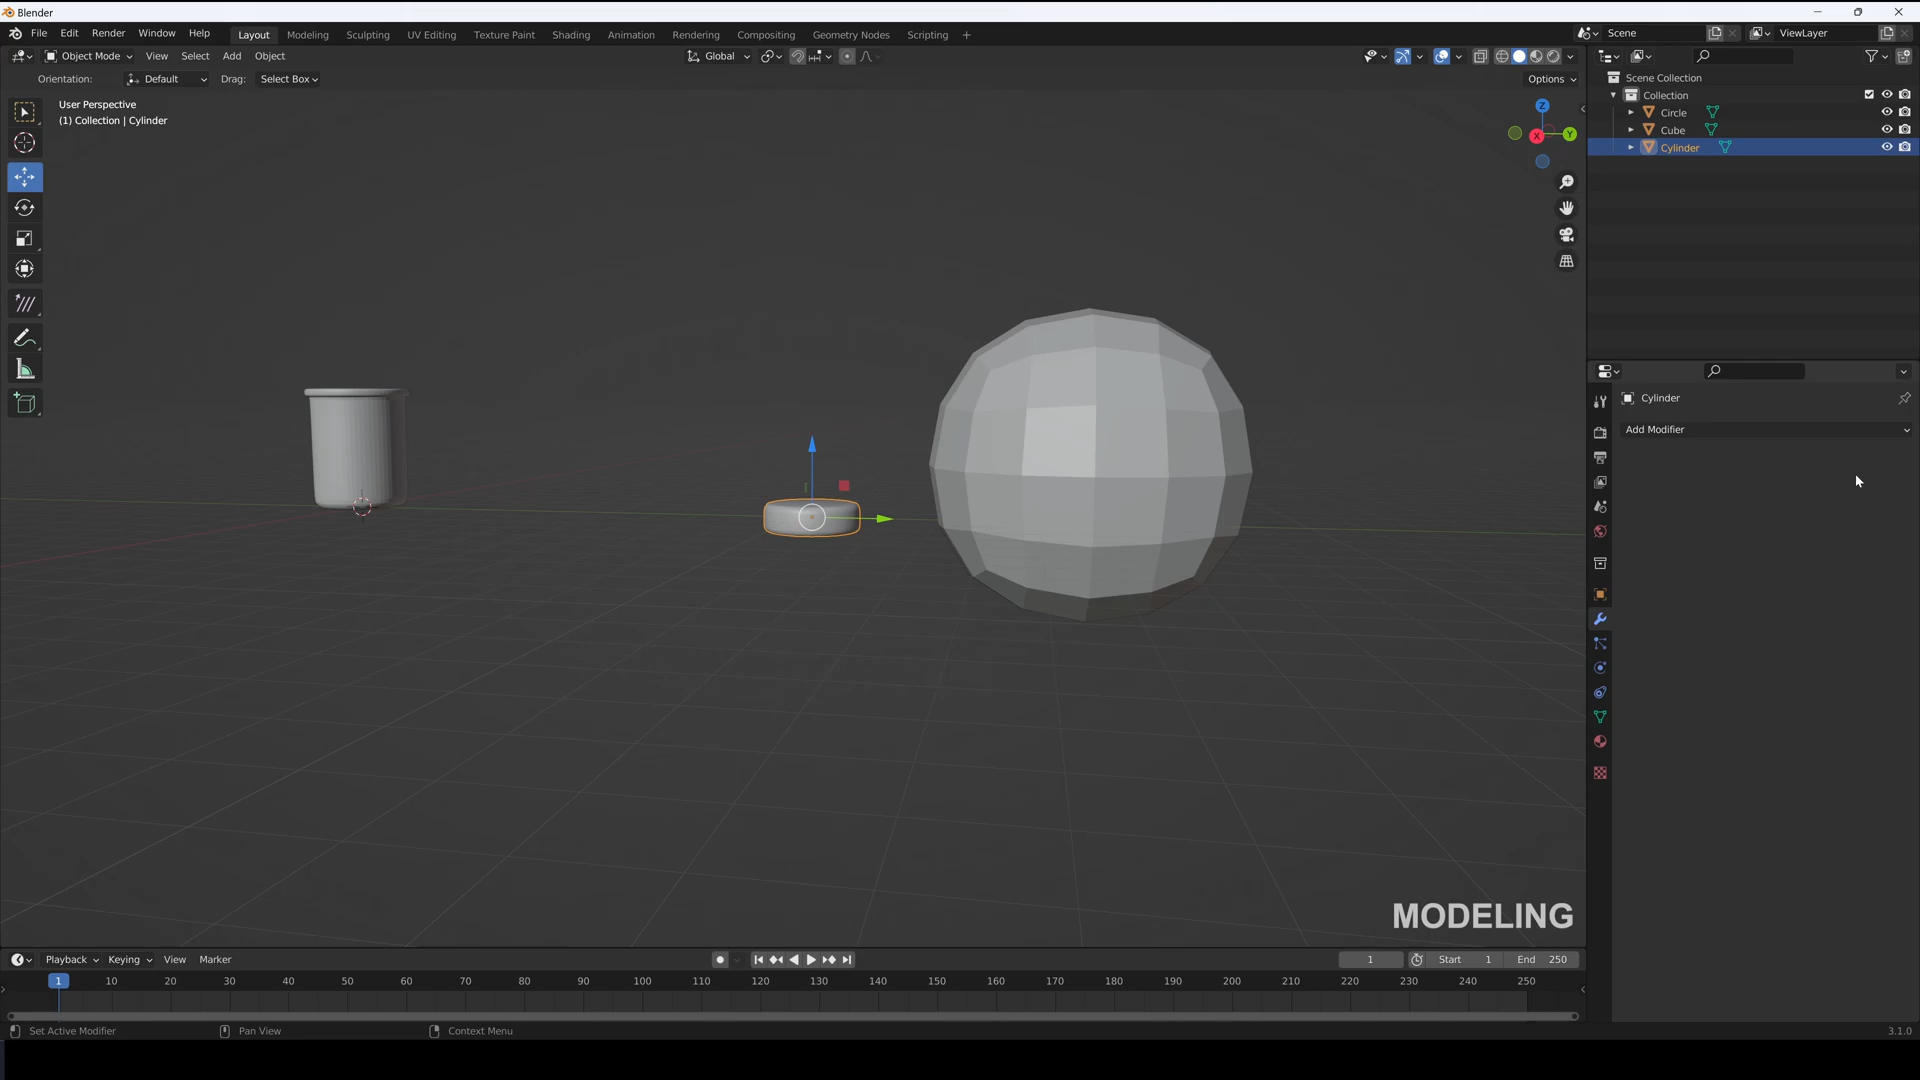 Blender
File Edit Render Window Help Layout Modeling Sculpting UV Editing Texture Paint Shading Animation Rendering Compositing Geometry Nodes Scripting + Scene ViewLayer
Object Mode View Select Add Object Global
Orientation: Default Drag: Select Box Options
User Perspective
(1) Collection | Cylinder
Z
X Y
Scene Collection
Collection
Circle
Cube
Cylinder
Cylinder
Add Modifier
MODELING
Playback Keying View Marker 1 Start 1 End 250
1 10 20 30 40 50 60 70 80 90 100 110 120 130 140 150 160 170 180 190 200 210 220 230 240 250
Set Active Modifier Pan View Context Menu 3.1.0